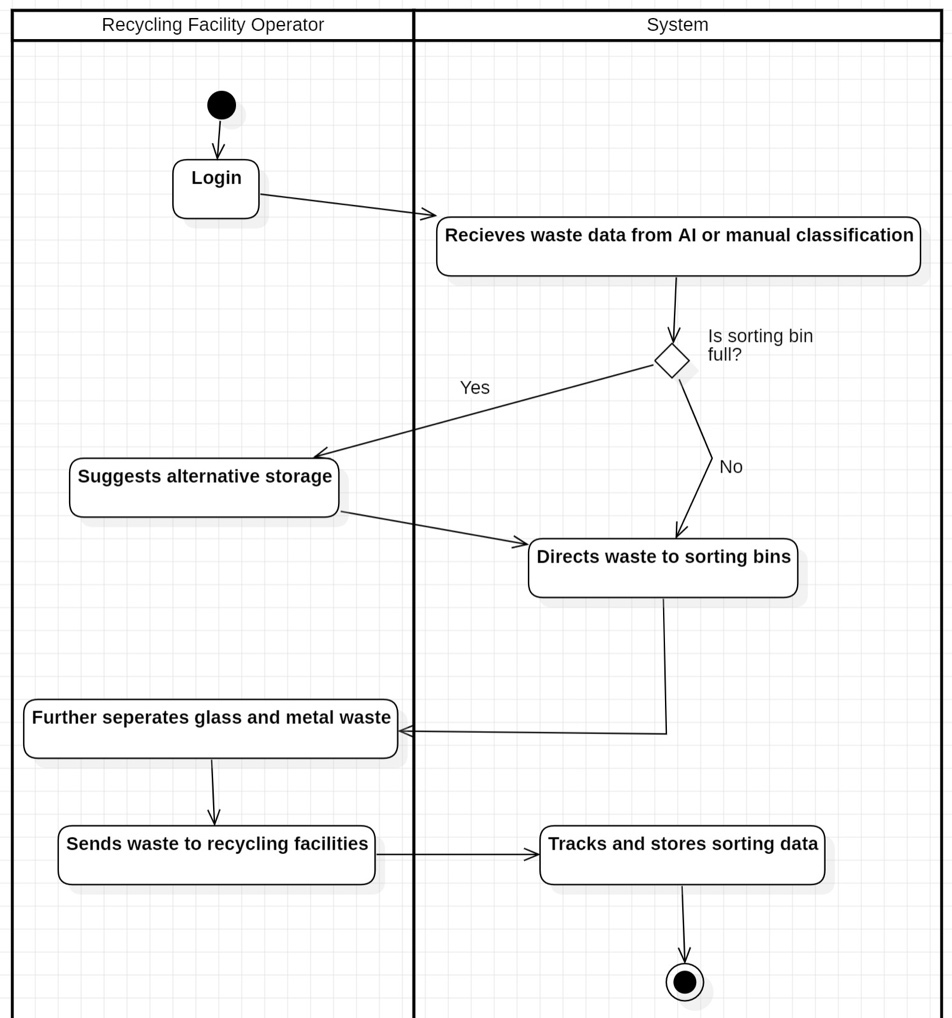 Recycling Facility Operator
System
Login
Recieves waste data from AI or manual classification
Is sorting bin
full?
Yes
Suggests alternative storage
No
Directs waste to sorting bins
Further seperates glass and metal waste
Sends waste to recycling facilities
Tracks and stores sorting data